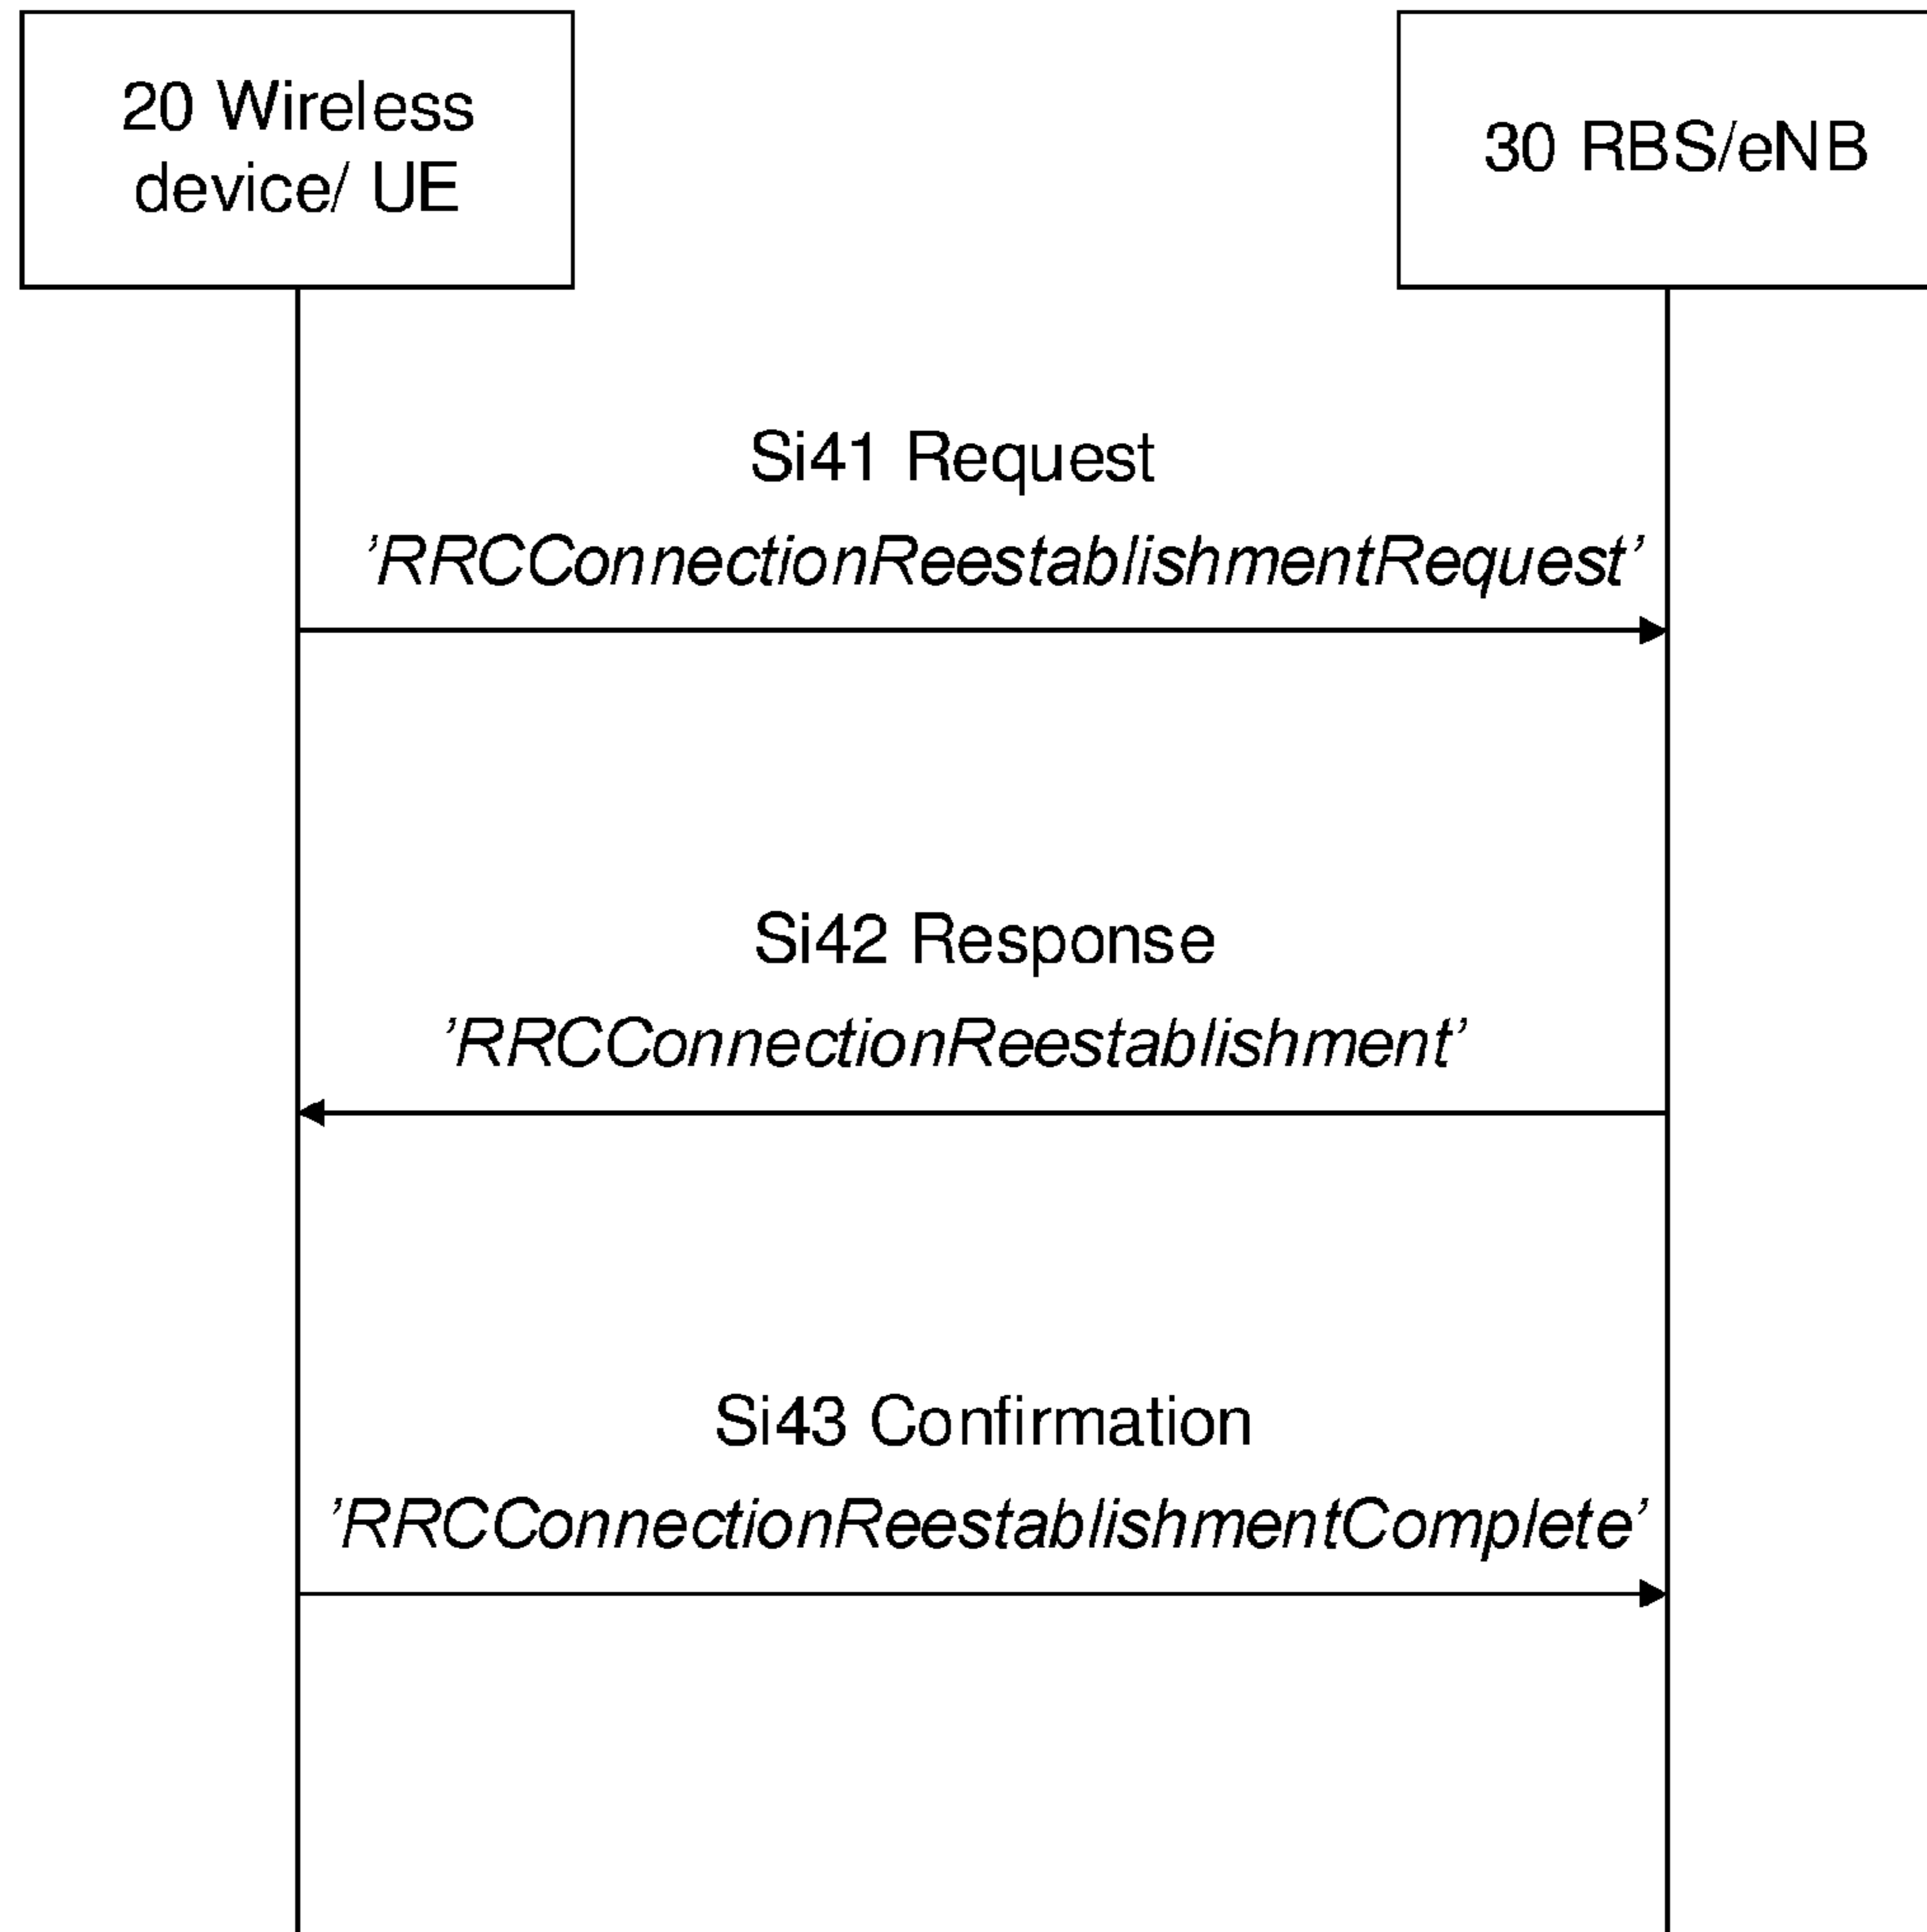 20 Wireless
device/ UE
30 RBS/eNB
Si41 Request
’RRCConnectionReestablishmentRequest’
Si42 Response
’RRCConnectionReestablishment’
Si43 Confirmation
’RRCConnectionReestablishmentComplete’